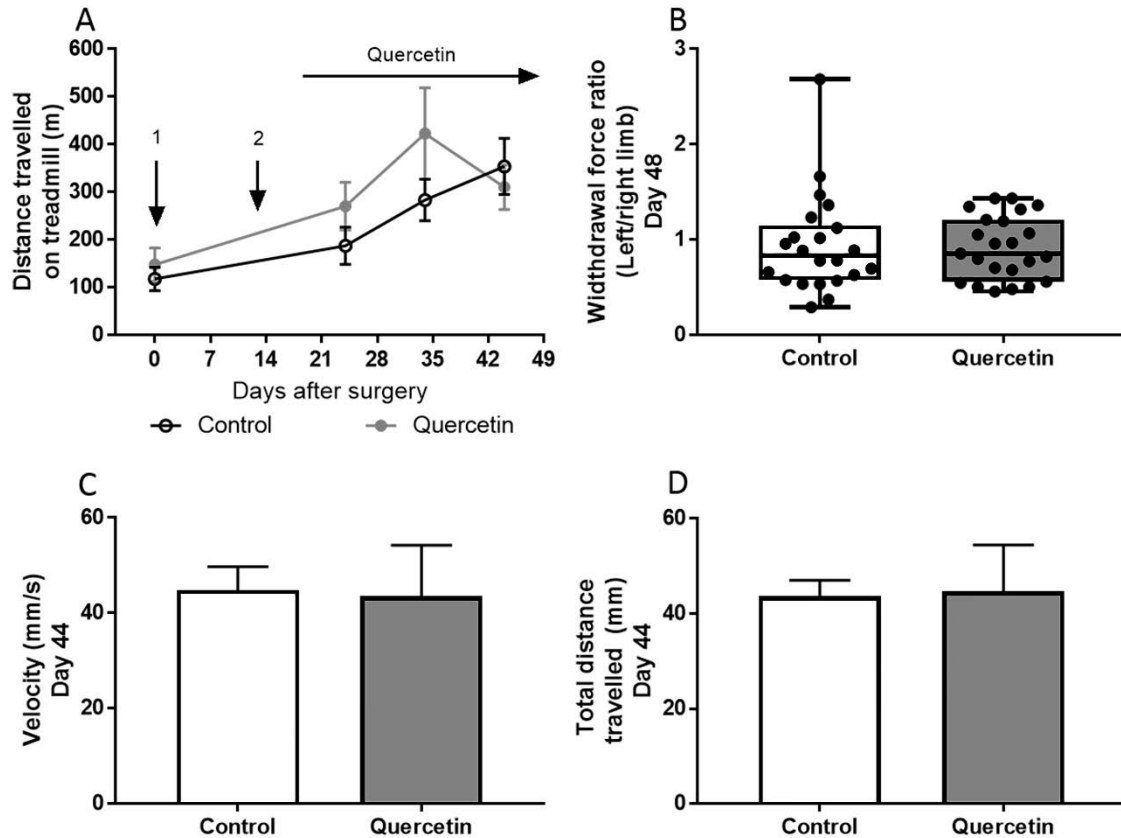 A
Distance travelled
on treadmill (m)
600
500
400
300
200
100
0
1
2
Quercetin
0 7 14 21 28 35 42 49
Days after surgery
Control Quercetin
B
Widthdrawal force ratio
(Left/right limb)
Day 48
3
2
1
0
Control Quercetin
C
Velocity (mm/s)
Day 44
60
40
20
0
Control Quercetin
D
Total distance
travelled (mm)
Day 44
60
40
20
0
Control Quercetin